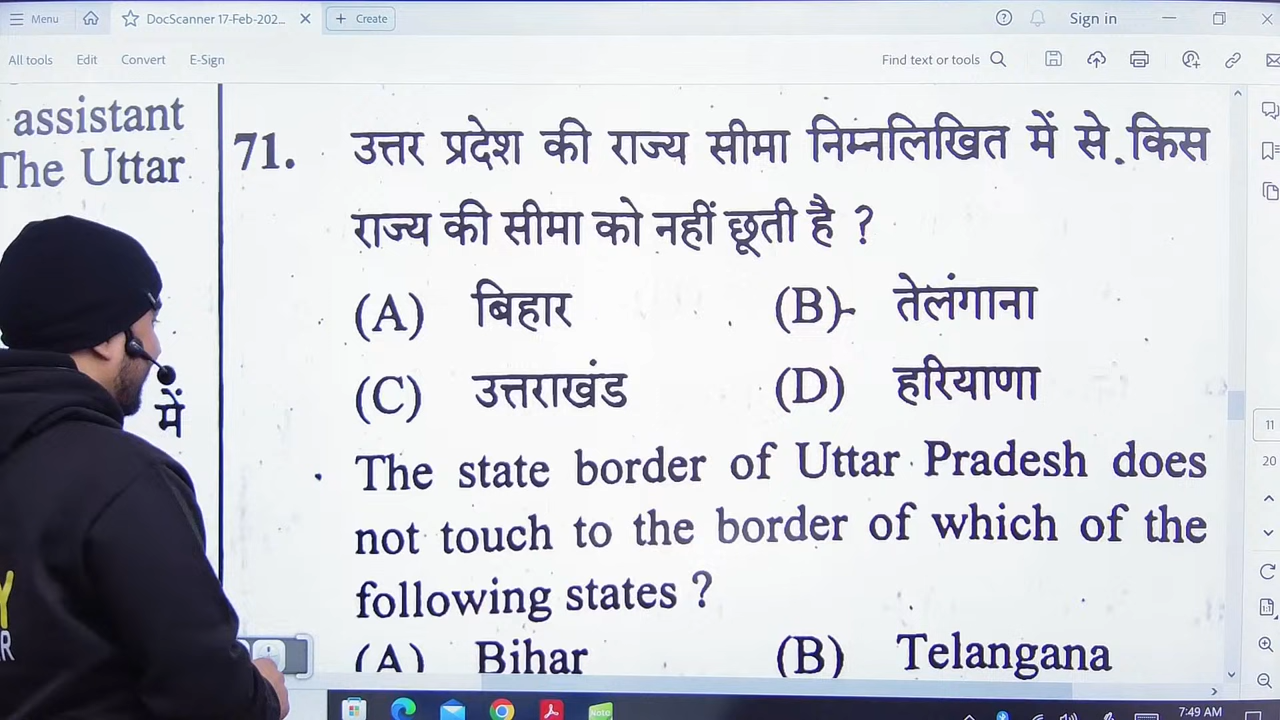 Menu
DocScanner 17-Feb-202...
Create
Sign in
All tools Edit Convert E-Sign
Find text or tools
assistant
The Uttar
में
71. उत्तर प्रदेश की राज्य सीमा निम्नलिखित में से किस
राज्य की सीमा को नहीं छूती है ?
(A) बिहार (B) तेलंगाना
(C) उत्तराखंड (D) हरियाणा
The state border of Uttar Pradesh does
not touch to the border of which of the
following states ?
(A) Bihar (B) Telangana
11
20
7:49 AM